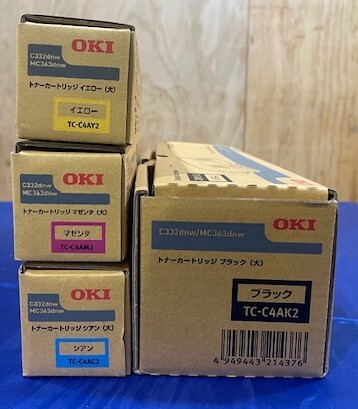 OKI
C332dnw
MC363dnw
トナーカートリッジ イエロー (大)
イエロー
TC-C4AY2
OKI
C332dnw
MC363dnw
トナーカートリッジ マゼンタ (大)
マゼンタ
TC-C4AM2
OKI
C332dnw
MC363dnw
トナーカートリッジ シアン (大)
シアン
TC-C4AC2
OKI
C332dnw/MC363dnw
トナーカートリッジ ブラック (大)
ブラック
TC-C4AK2
4 949443 214376